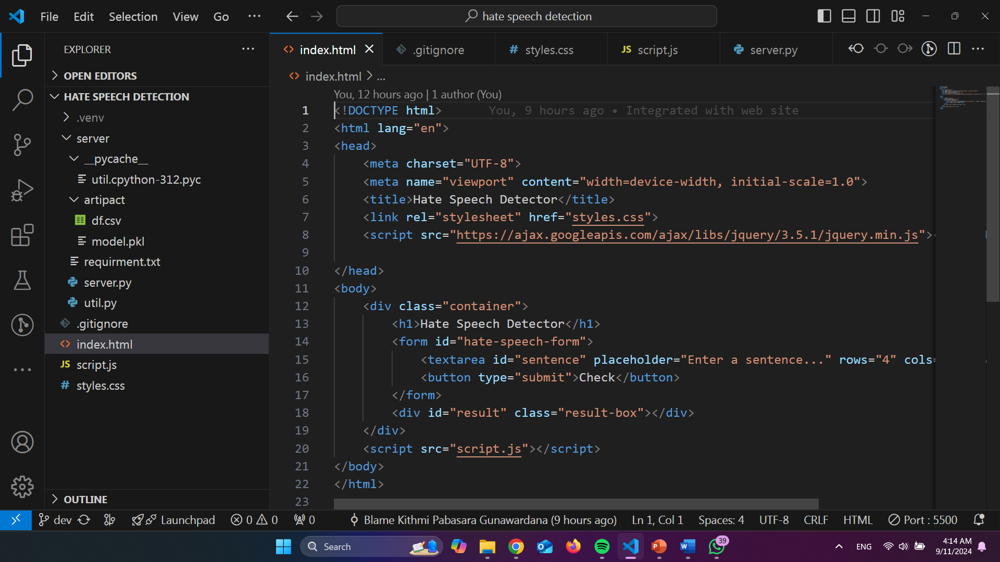 File Edit Selection View Go ...
hate speech detection
EXPLORER
OPEN EDITORS
HATE SPEECH DETECTION
.venv
server
__pycache__
util.cpython-312.pyc
artipact
df.csv
model.pkl
requirment.txt
server.py
util.py
.gitignore
index.html
JS script.js
# styles.css
OUTLINE
index.html .gitignore # styles.css JS script.js server.py
index.html > ...
You, 12 hours ago | 1 author (You)
1 <!DOCTYPE html> You, 9 hours ago • Integrated with web site
2 <html lang="en">
3 <head>
4 <meta charset="UTF-8">
5 <meta name="viewport" content="width=device-width, initial-scale=1.0">
6 <title>Hate Speech Detector</title>
7 <link rel="stylesheet" href="styles.css">
8 <script src="https://ajax.googleapis.com/ajax/libs/jquery/3.5.1/jquery.min.js"><
9
10 </head>
11 <body>
12 <div class="container">
13 <h1>Hate Speech Detector</h1>
14 <form id="hate-speech-form">
15 <textarea id="sentence" placeholder="Enter a sentence..." rows="4" cols=
16 <button type="submit">Check</button>
17 </form>
18 <div id="result" class="result-box"></div>
19 </div>
20 <script src="script.js"></script>
21 </body>
22 </html>
23
dev Launchpad 0 0 0 Blame Kithmi Pabasara Gunawardana (9 hours ago) Ln 1, Col 1 Spaces: 4 UTF-8 CRLF HTML Port : 5500
Search 39 ENG 4:14 AM
9/11/2024